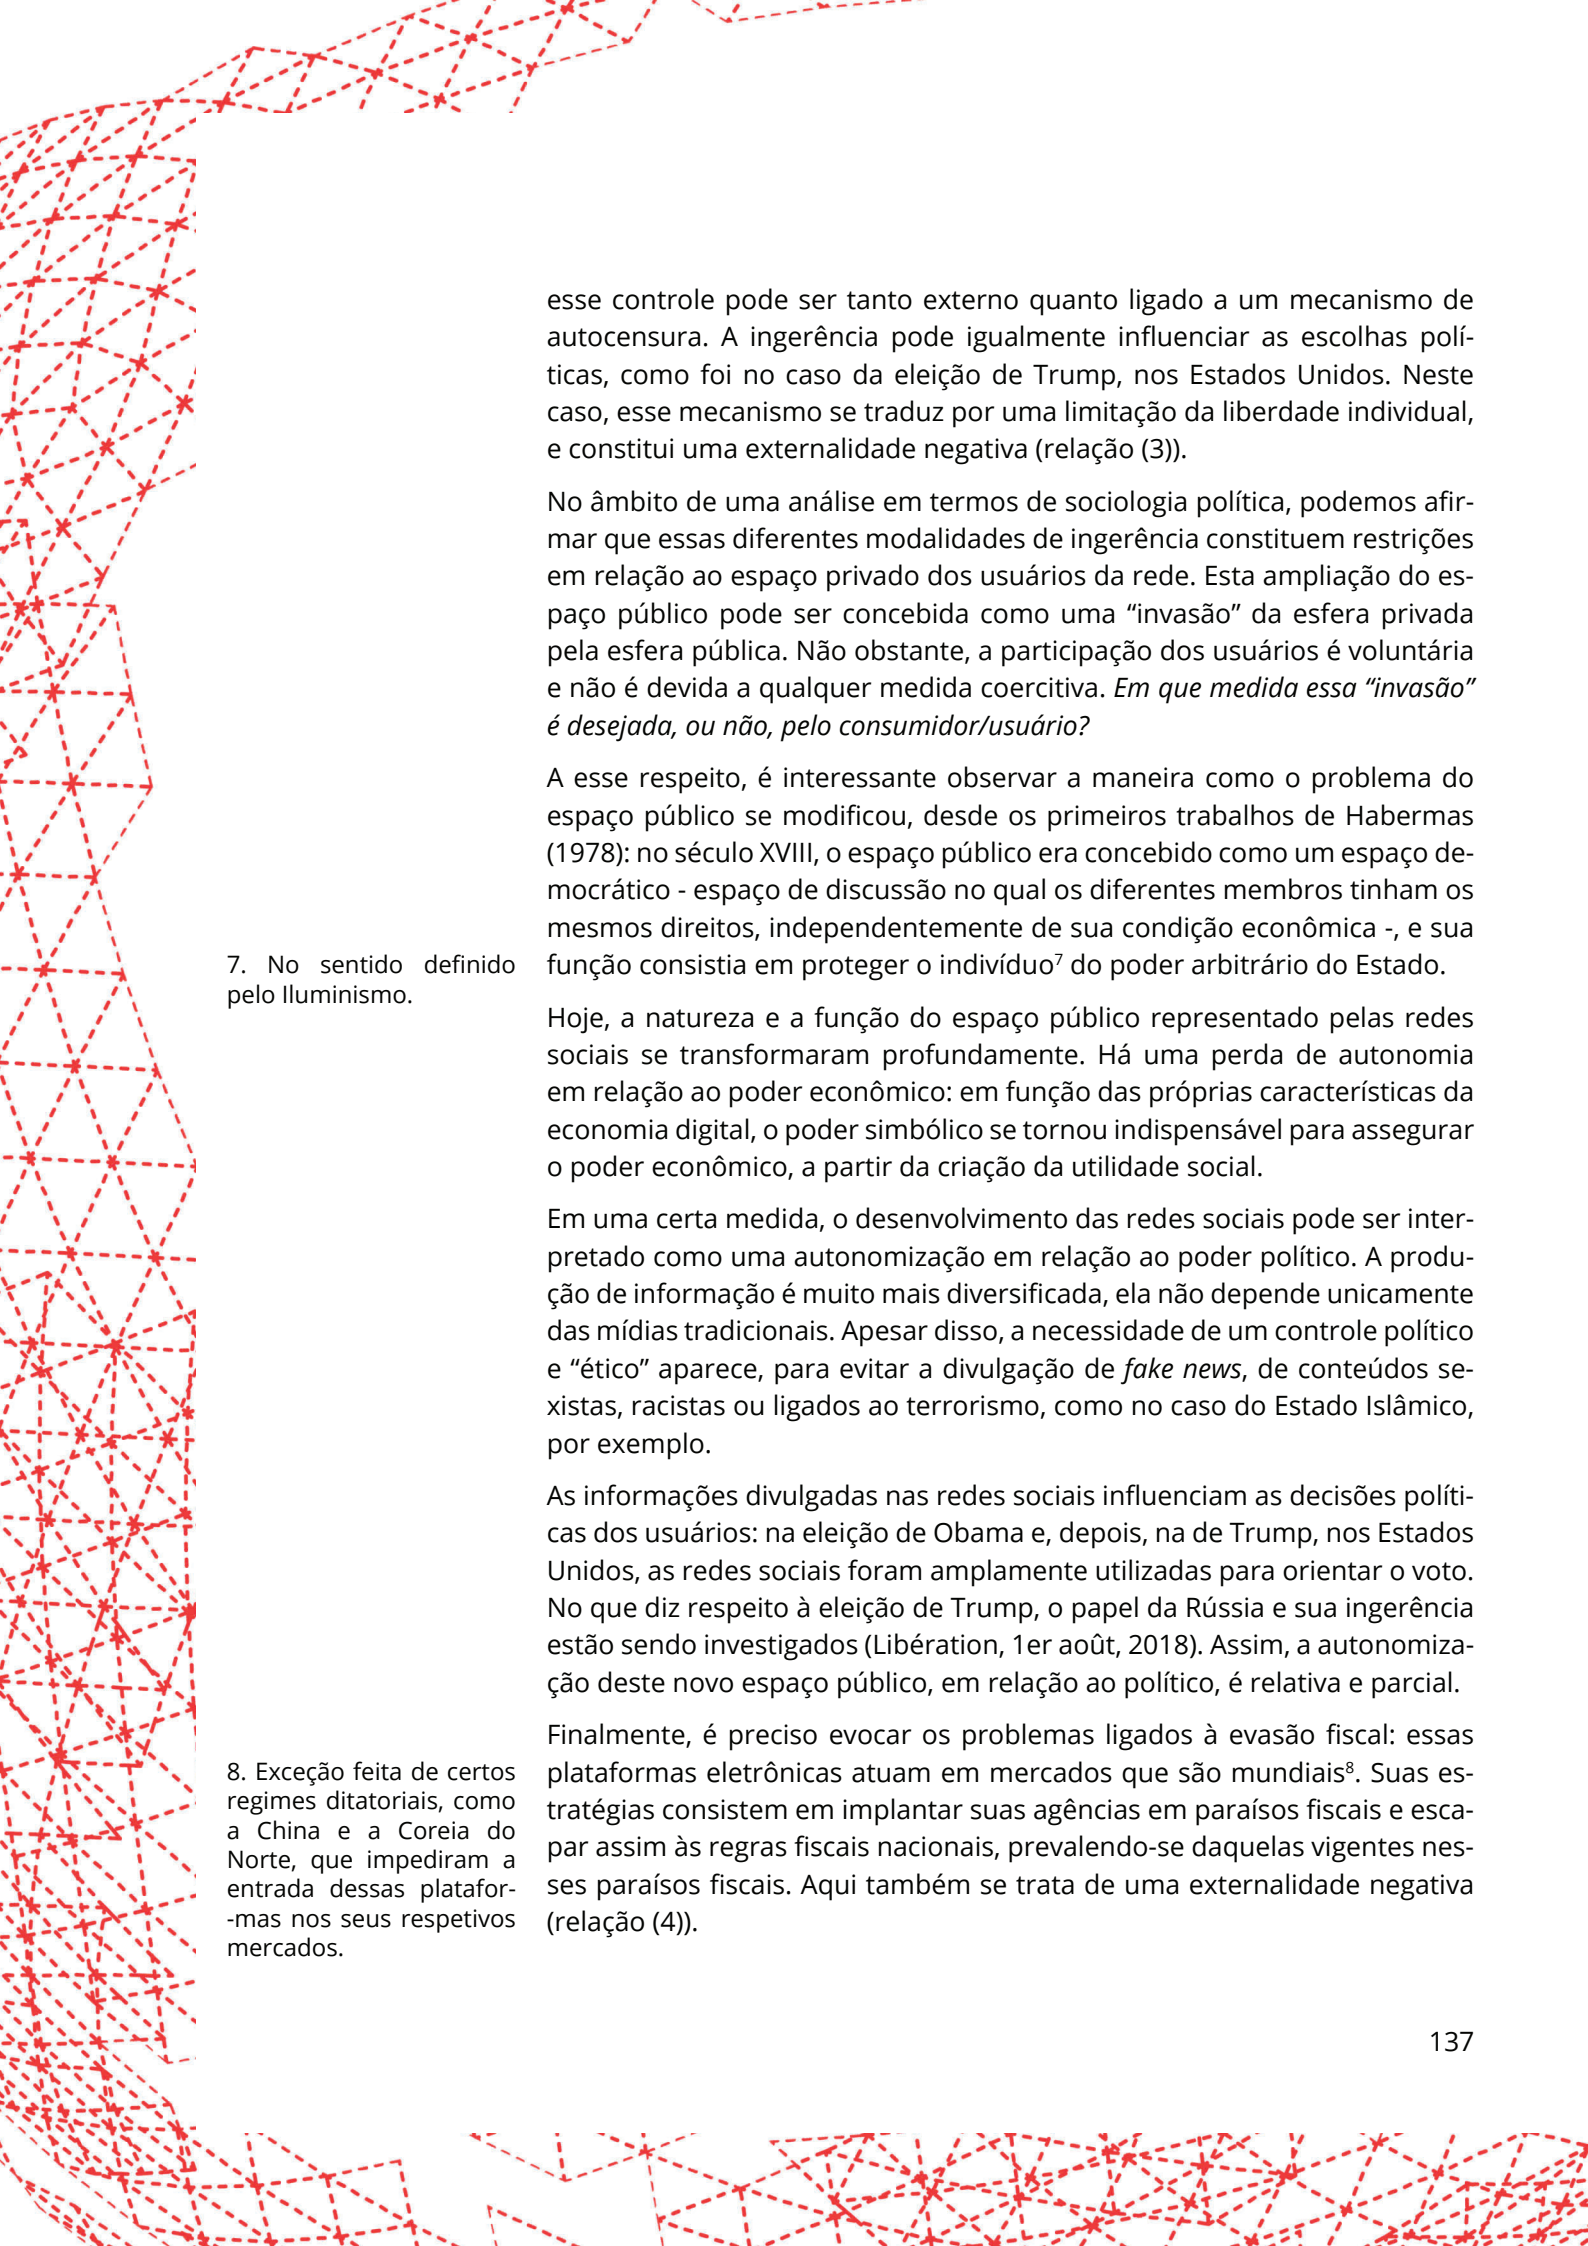 esse controle pode ser tanto externo quanto ligado a um mecanismo de
autocensura. A ingerência pode igualmente influenciar as escolhas polí-
ticas, como foi no caso da eleição de Trump, nos Estados Unidos. Neste
caso, esse mecanismo se traduz por uma limitação da liberdade individual,
e constitui uma externalidade negativa (relação (3)).
No âmbito de uma análise em termos de sociologia política, podemos afir-
mar que essas diferentes modalidades de ingerência constituem restrições
em relação ao espaço privado dos usuários da rede. Esta ampliação do es-
paço público pode ser concebida como uma “invasão” da esfera privada
pela esfera pública. Não obstante, a participação dos usuários é voluntária
e não é devida a qualquer medida coercitiva. Em que medida essa “invasão”
é desejada, ou não, pelo consumidor/usuário?
A esse respeito, é interessante observar a maneira como o problema do
espaço público se modificou, desde os primeiros trabalhos de Habermas
(1978): no século XVIII, o espaço público era concebido como um espaço de-
mocrático - espaço de discussão no qual os diferentes membros tinham os
mesmos direitos, independentemente de sua condição econômica -, e sua
função consistia em proteger o indivíduo7 do poder arbitrário do Estado.
7. No sentido definido
pelo Iluminismo.
Hoje, a natureza e a função do espaço público representado pelas redes
sociais se transformaram profundamente. Há uma perda de autonomia
em relação ao poder econômico: em função das próprias características da
economia digital, o poder simbólico se tornou indispensável para assegurar
o poder econômico, a partir da criação da utilidade social.
Em uma certa medida, o desenvolvimento das redes sociais pode ser inter-
pretado como uma autonomização em relação ao poder político. A produ-
ção de informação é muito mais diversificada, ela não depende unicamente
das mídias tradicionais. Apesar disso, a necessidade de um controle político
e “ético” aparece, para evitar a divulgação de fake news, de conteúdos se-
xistas, racistas ou ligados ao terrorismo, como no caso do Estado Islâmico,
por exemplo.
As informações divulgadas nas redes sociais influenciam as decisões políti-
cas dos usuários: na eleição de Obama e, depois, na de Trump, nos Estados
Unidos, as redes sociais foram amplamente utilizadas para orientar o voto.
No que diz respeito à eleição de Trump, o papel da Rússia e sua ingerência
estão sendo investigados (Libération, 1er août, 2018). Assim, a autonomiza-
ção deste novo espaço público, em relação ao político, é relativa e parcial.
Finalmente, é preciso evocar os problemas ligados à evasão fiscal: essas
plataformas eletrônicas atuam em mercados que são mundiais8. Suas es-
tratégias consistem em implantar suas agências em paraísos fiscais e esca-
par assim às regras fiscais nacionais, prevalendo-se daquelas vigentes nes-
ses paraísos fiscais. Aqui também se trata de uma externalidade negativa
(relação (4)).
8. Exceção feita de certos
regimes ditatoriais, como
a China e a Coreia do
Norte, que impediram a
entrada dessas platafor-
-mas nos seus respetivos
mercados.
137